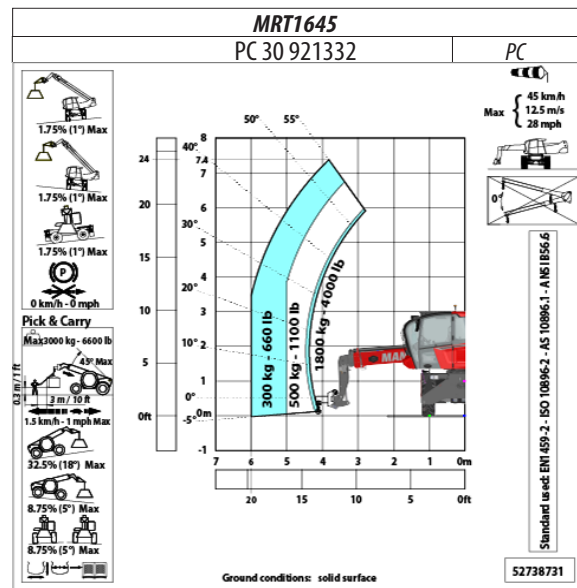 MRT1645
PC 30 921332
PC
1.75% (1°) Max
1.75% (1°) Max
1.75% (1°) Max
P
0 km/h - 0 mph
Pick & Carry
Max 3000 kg - 6600 lb
45° Max
0.3 m / 1 ft
3 m / 10 ft
1.5 km/h - 1 mph Max
32.5% (18°) Max
8.75% (5°) Max
8.75% (5°) Max
50°
55°
40°
7.4
30°
20°
10°
0°
-5°
24
20
15
10
5
0ft
8
7
6
5
4
3
2
1
0m
-1
300 kg - 660 lb
500 kg - 1100 lb
1800 kg - 4000 lb
MAN
7
6
5
4
3
2
1
0m
20
15
10
5
0ft
Ground conditions: solid surface
Max
45 km/h
12.5 m/s
28 mph
0°
Standard used: EN1459-2 - ISO 10896-2 - AS 10896.1 - ANSI B56.6
52738731